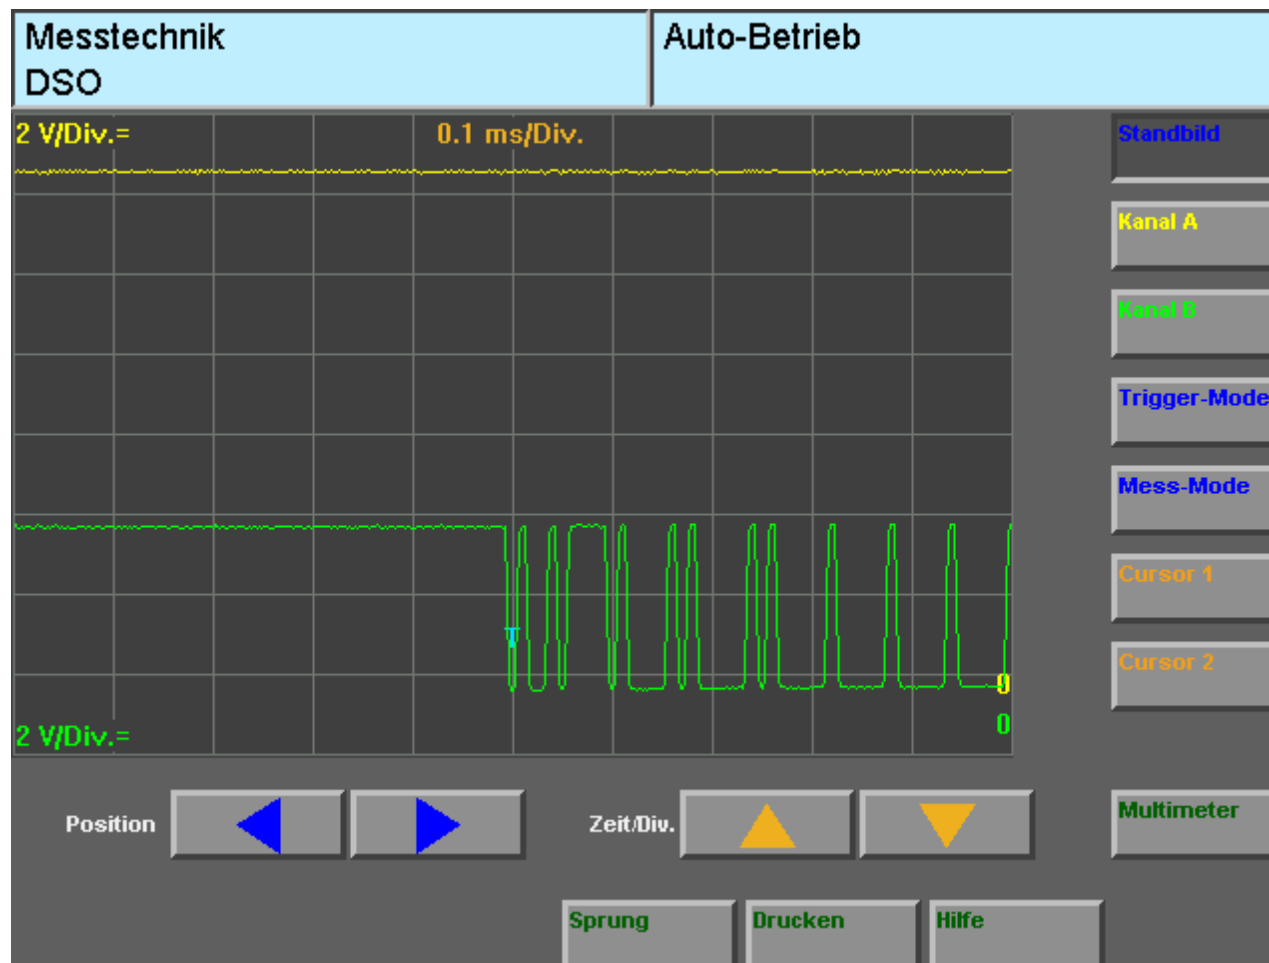 Messtechnik
DSO
Auto-Betrieb
2 V/Div.=
0.1 ms/Div.
Standbild
Kanal A
Kanal B
Trigger-Mode
Mess-Mode
Cursor 1
T
Cursor 2
0
0
2 V/Div.=
Position
Zeit/Div.
Multimeter
Sprung
Drucken
Hilfe